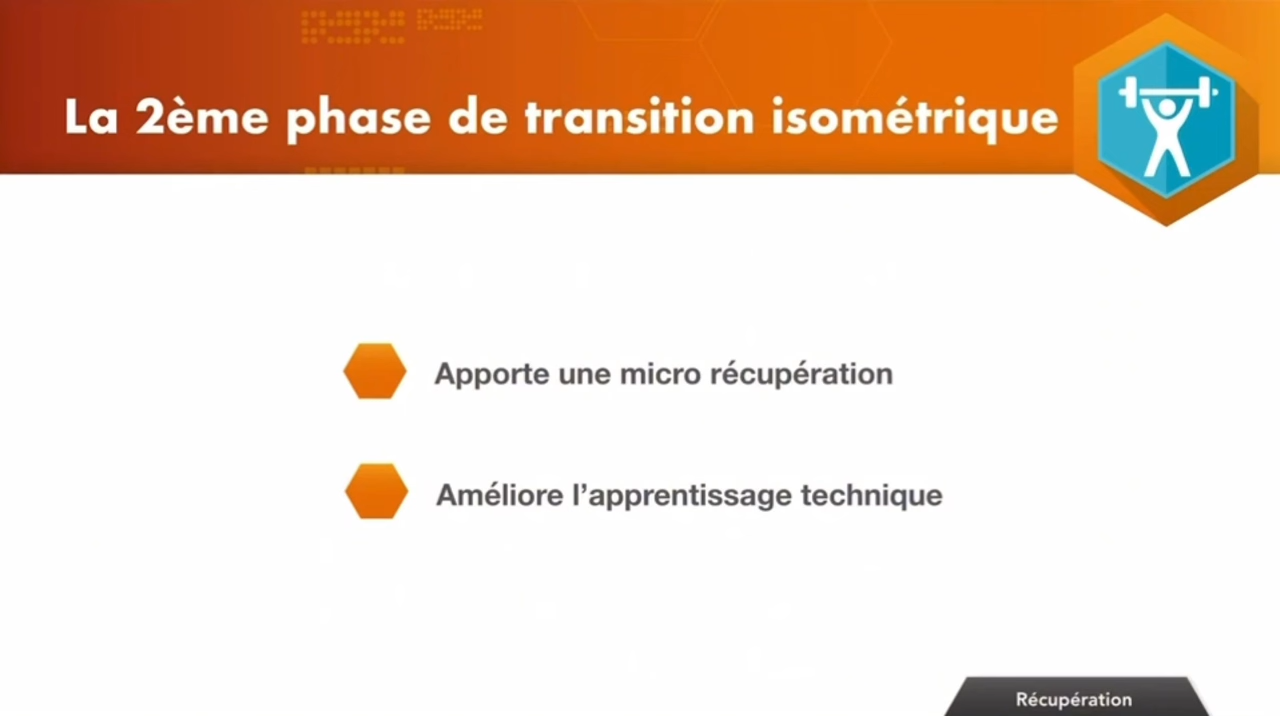 La 2ème phase de transition isométrique
Apporte une micro récupération
Améliore l’apprentissage technique
Récupération